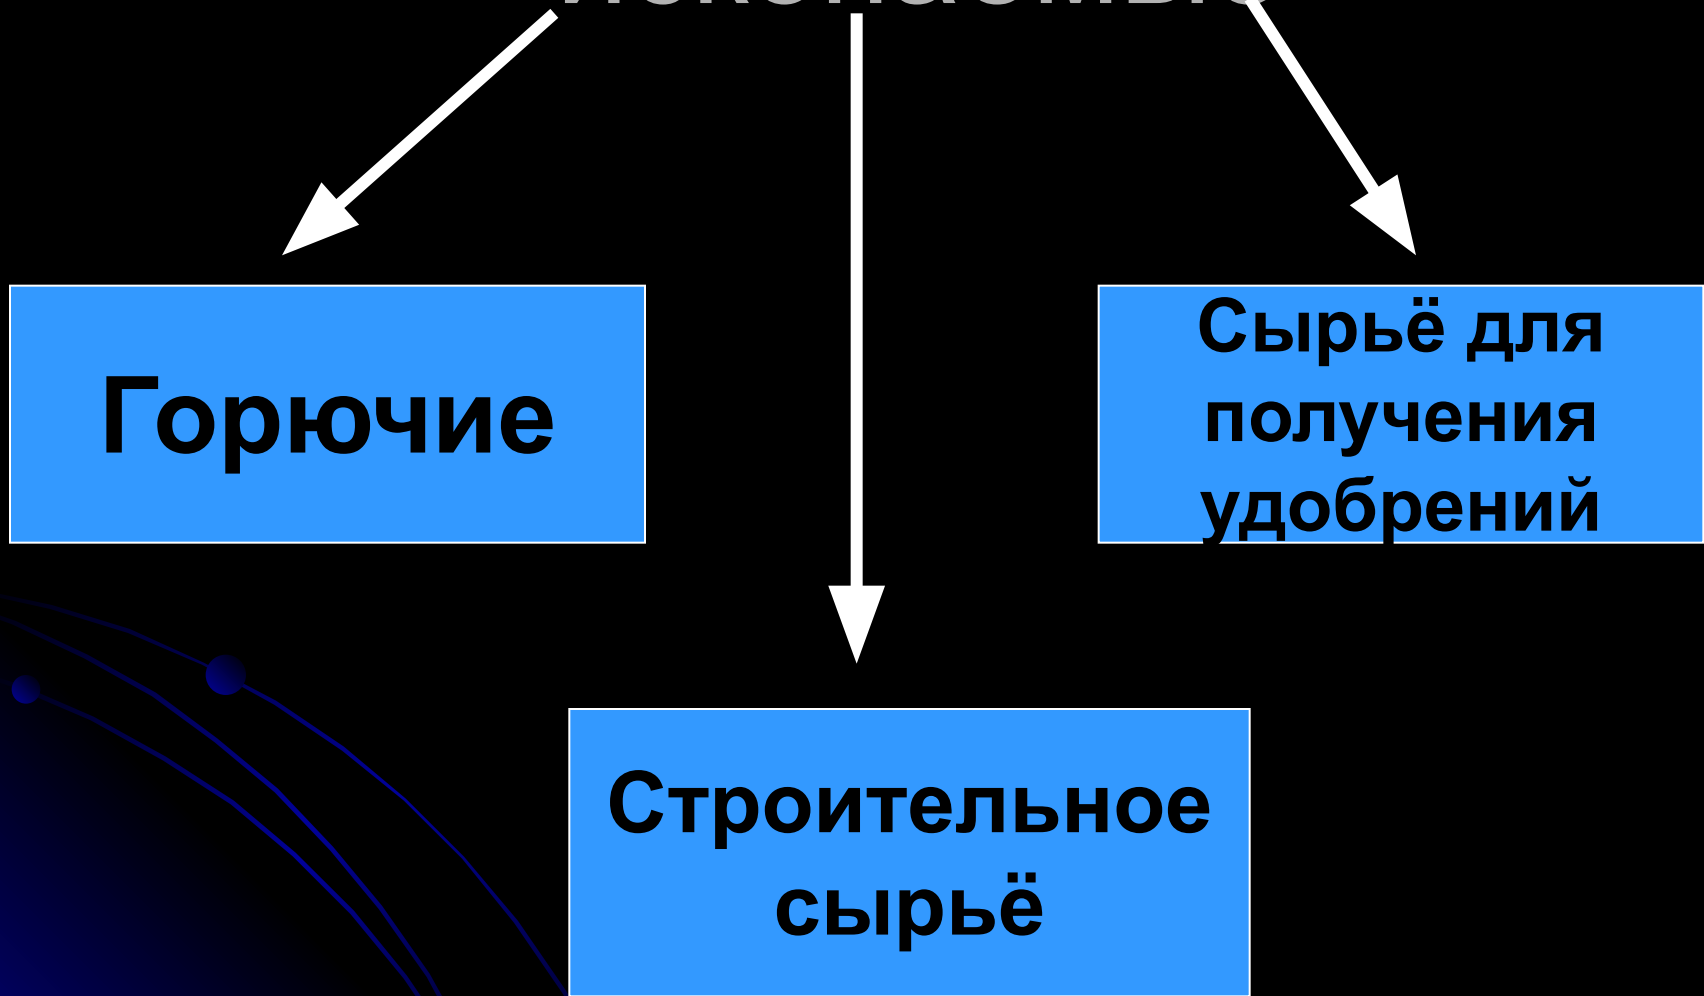 Горючие
Сырьё для
получения
удобрений
Строительное
сырьё